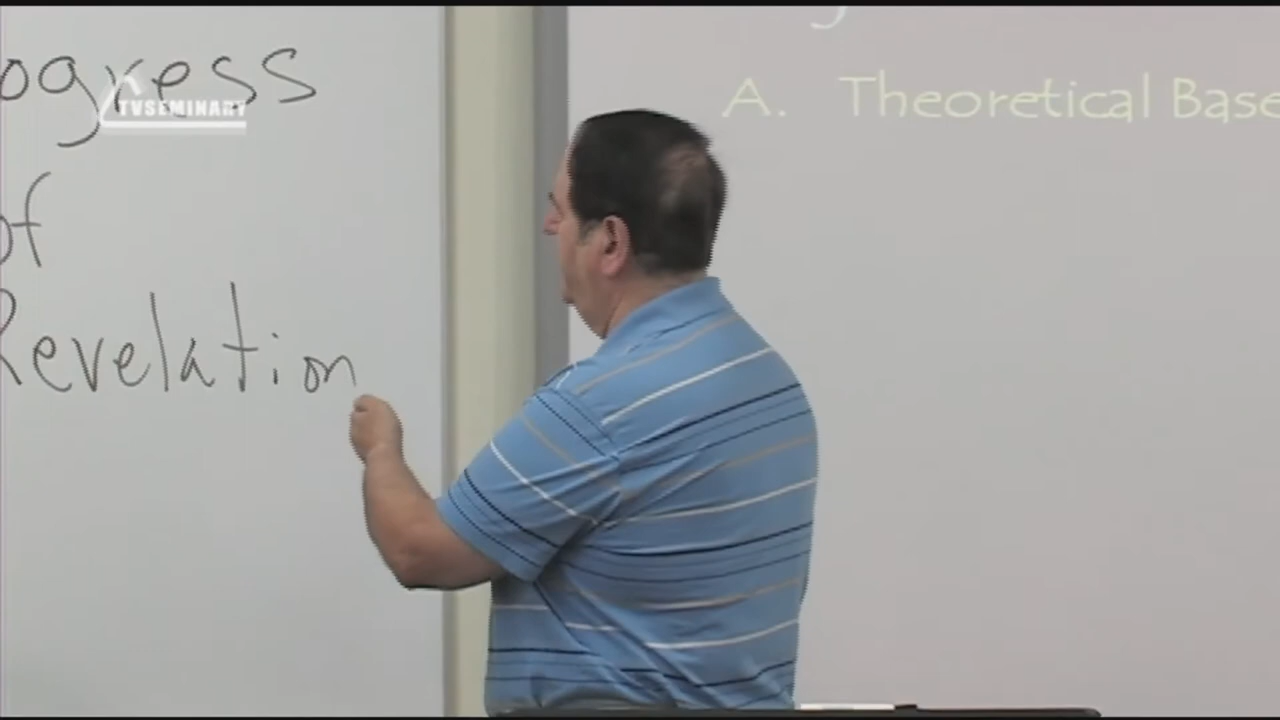 ogress
TVSEMINARY
of
Revelation
A. Theoretical Base